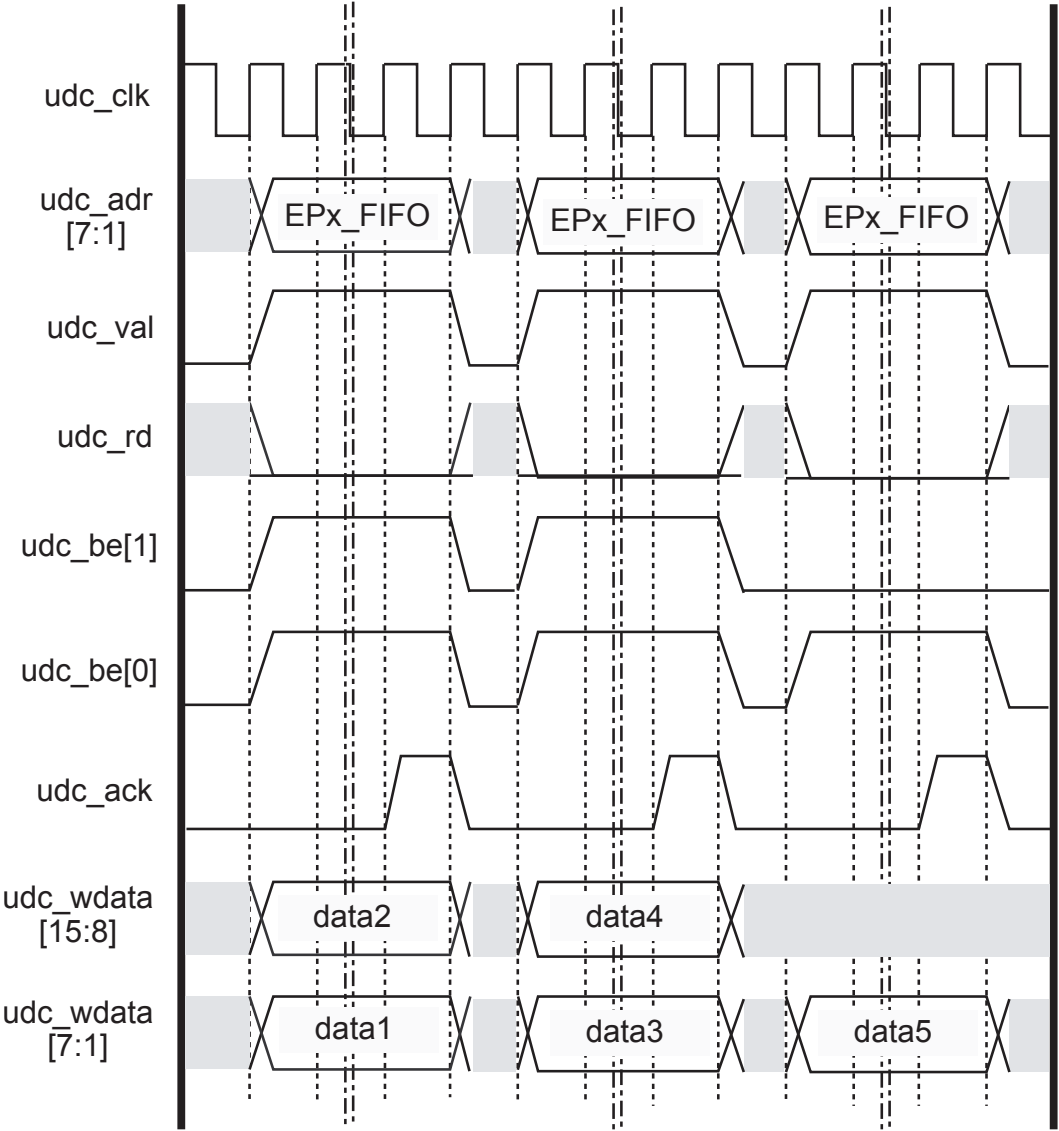 udc_clk
udc_adr
[7:1]
EPx_FIFO EPx_FIFO EPx_FIFO
udc_val
udc_rd
udc_be[1]
udc_be[0]
udc_ack
udc_wdata
[15:8]
data2 data4
udc_wdata
[7:1]
data1 data3 data5